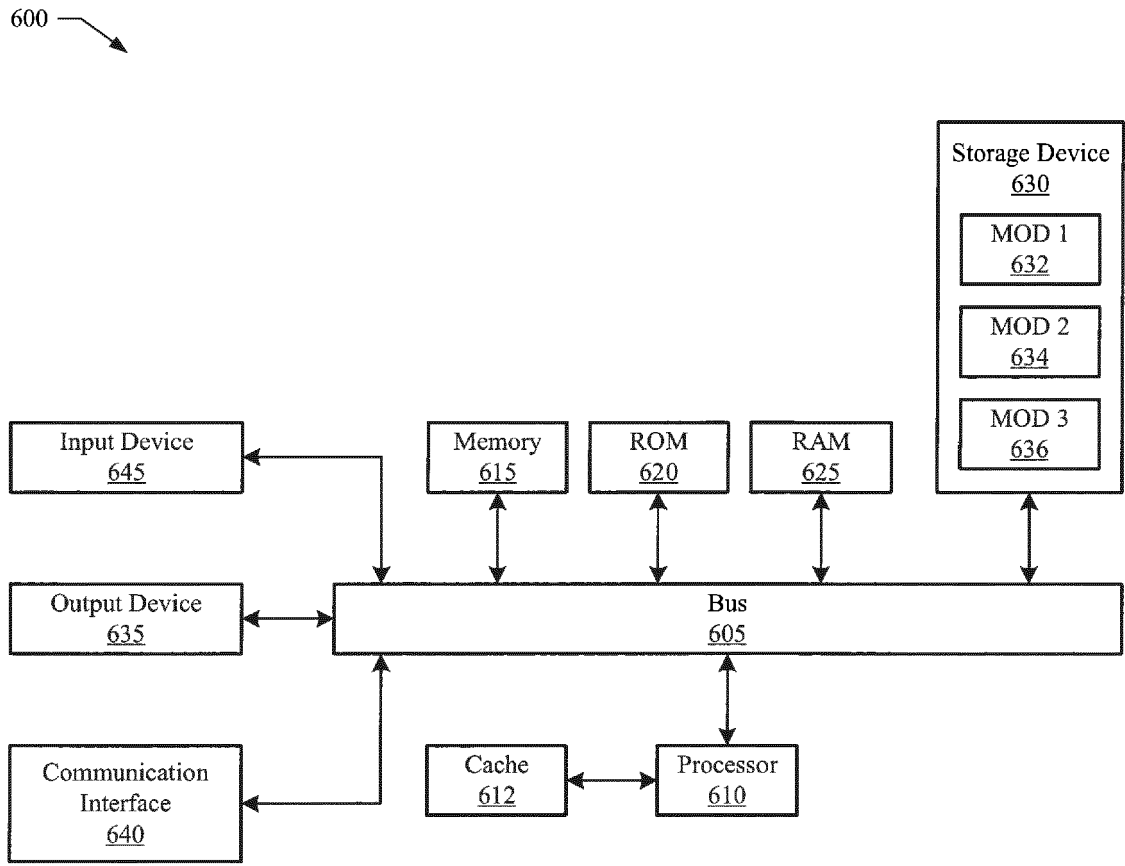 600
Storage Device
630
MOD 1
632
MOD 2
634
MOD 3
636
Input Device
645
Memory
615
ROM
620
RAM
625
Output Device
635
Bus
605
Communication
Interface
640
Cache
612
Processor
610